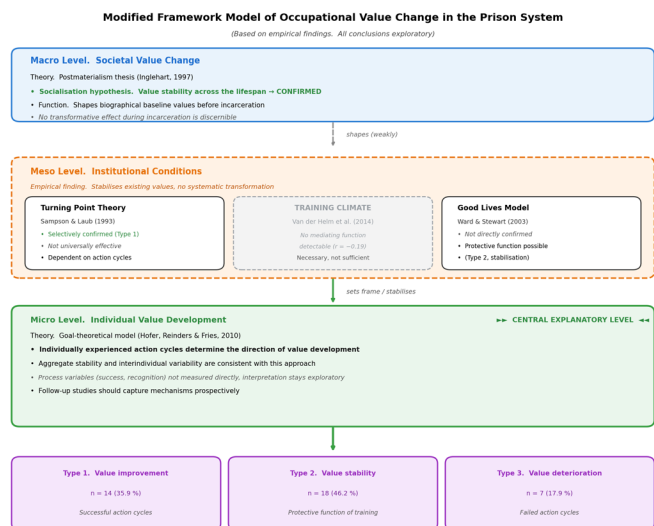 Modified Framework Model of Occupational Value Change in the Prison System
(Based on empirical findings. All conclusions exploratory)
Macro Level. Societal Value Change
Theory. Postmaterialism thesis (Inglehart, 1997)
• Socialisation hypothesis. Value stability across the lifespan → CONFIRMED
• Function. Shapes biographical baseline values before incarceration
• No transformative effect during incarceration is discernible
shapes (weakly)
Meso Level. Institutional Conditions
Empirical finding. Stabilises existing values, no systematic transformation
Turning Point Theory
Sampson & Laub (1993)
• Selectively confirmed (Type 1)
• Not universally effective
• Dependent on action cycles
TRAINING CLIMATE
Van der Helm et al. (2014)
No mediating function
detectable (r = −0.19)
Necessary, not sufficient
Good Lives Model
Ward & Stewart (2003)
• Not directly confirmed
• Protective function possible
• (Type 2, stabilisation)
sets frame / stabilises
Micro Level. Individual Value Development
►► CENTRAL EXPLANATORY LEVEL ◄◄
Theory. Goal-theoretical model (Hofer, Reinders & Fries, 2010)
• Individually experienced action cycles determine the direction of value development
• Aggregate stability and interindividual variability are consistent with this approach
• Process variables (success, recognition) not measured directly, interpretation stays exploratory
• Follow-up studies should capture mechanisms prospectively
Type 1. Value improvement
n = 14 (35.9 %)
Successful action cycles
Type 2. Value stability
n = 18 (46.2 %)
Protective function of training
Type 3. Value deterioration
n = 7 (17.9 %)
Failed action cycles